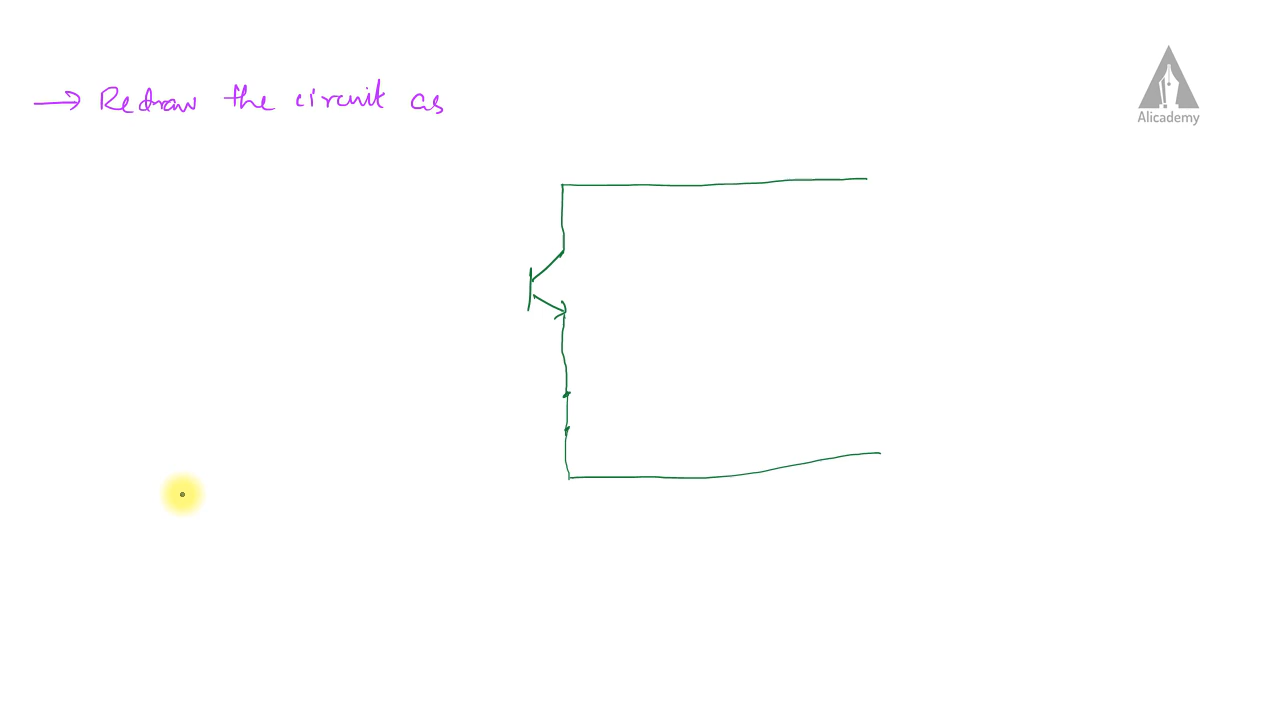 → Redraw the circuit as
Alicademy